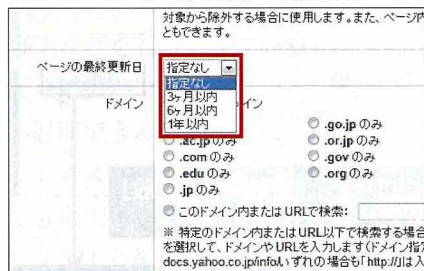 対象から除外する場合に使用します。また、ページ内
ともできます。
ページの最終更新日
指定なし
指定なし
3ヶ月以内
6ヶ月以内
1年以内
ドメイン
イン
.go.jp のみ
.ac.jp のみ
.or.jp のみ
.com のみ
.gov のみ
.edu のみ
.org のみ
.jp のみ
このドメイン内または URLで検索:
※ 特定のドメイン内または URL以下で検索する場合
を選択して、ドメインや URLを入力します(ドメイン指定
docs.yahoo.co.jp/info/いずれの場合も「http://」は入